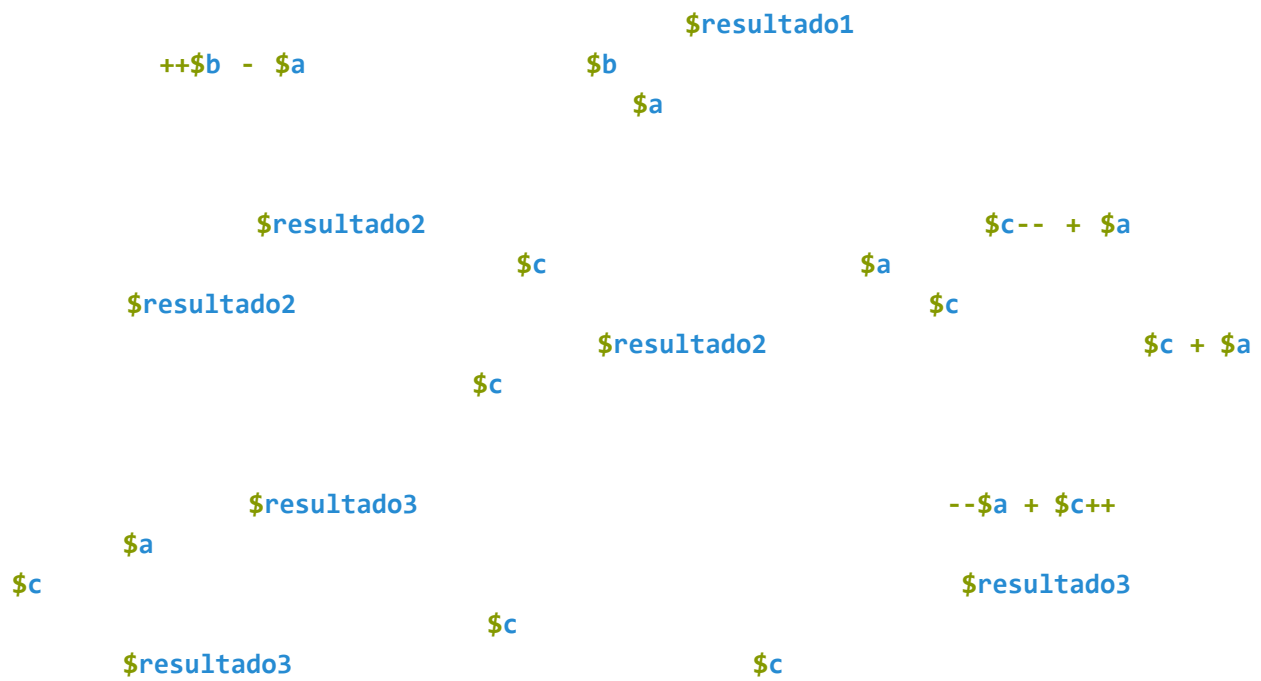 $resultado1
++$b - $a $b
$a
$resultado2 $c-- + $a
$c $a
$resultado2 $c
$resultado2 $c + $a
$c
$resultado3 --$a + $c++
$a
$c $resultado3
$c
$resultado3 $c